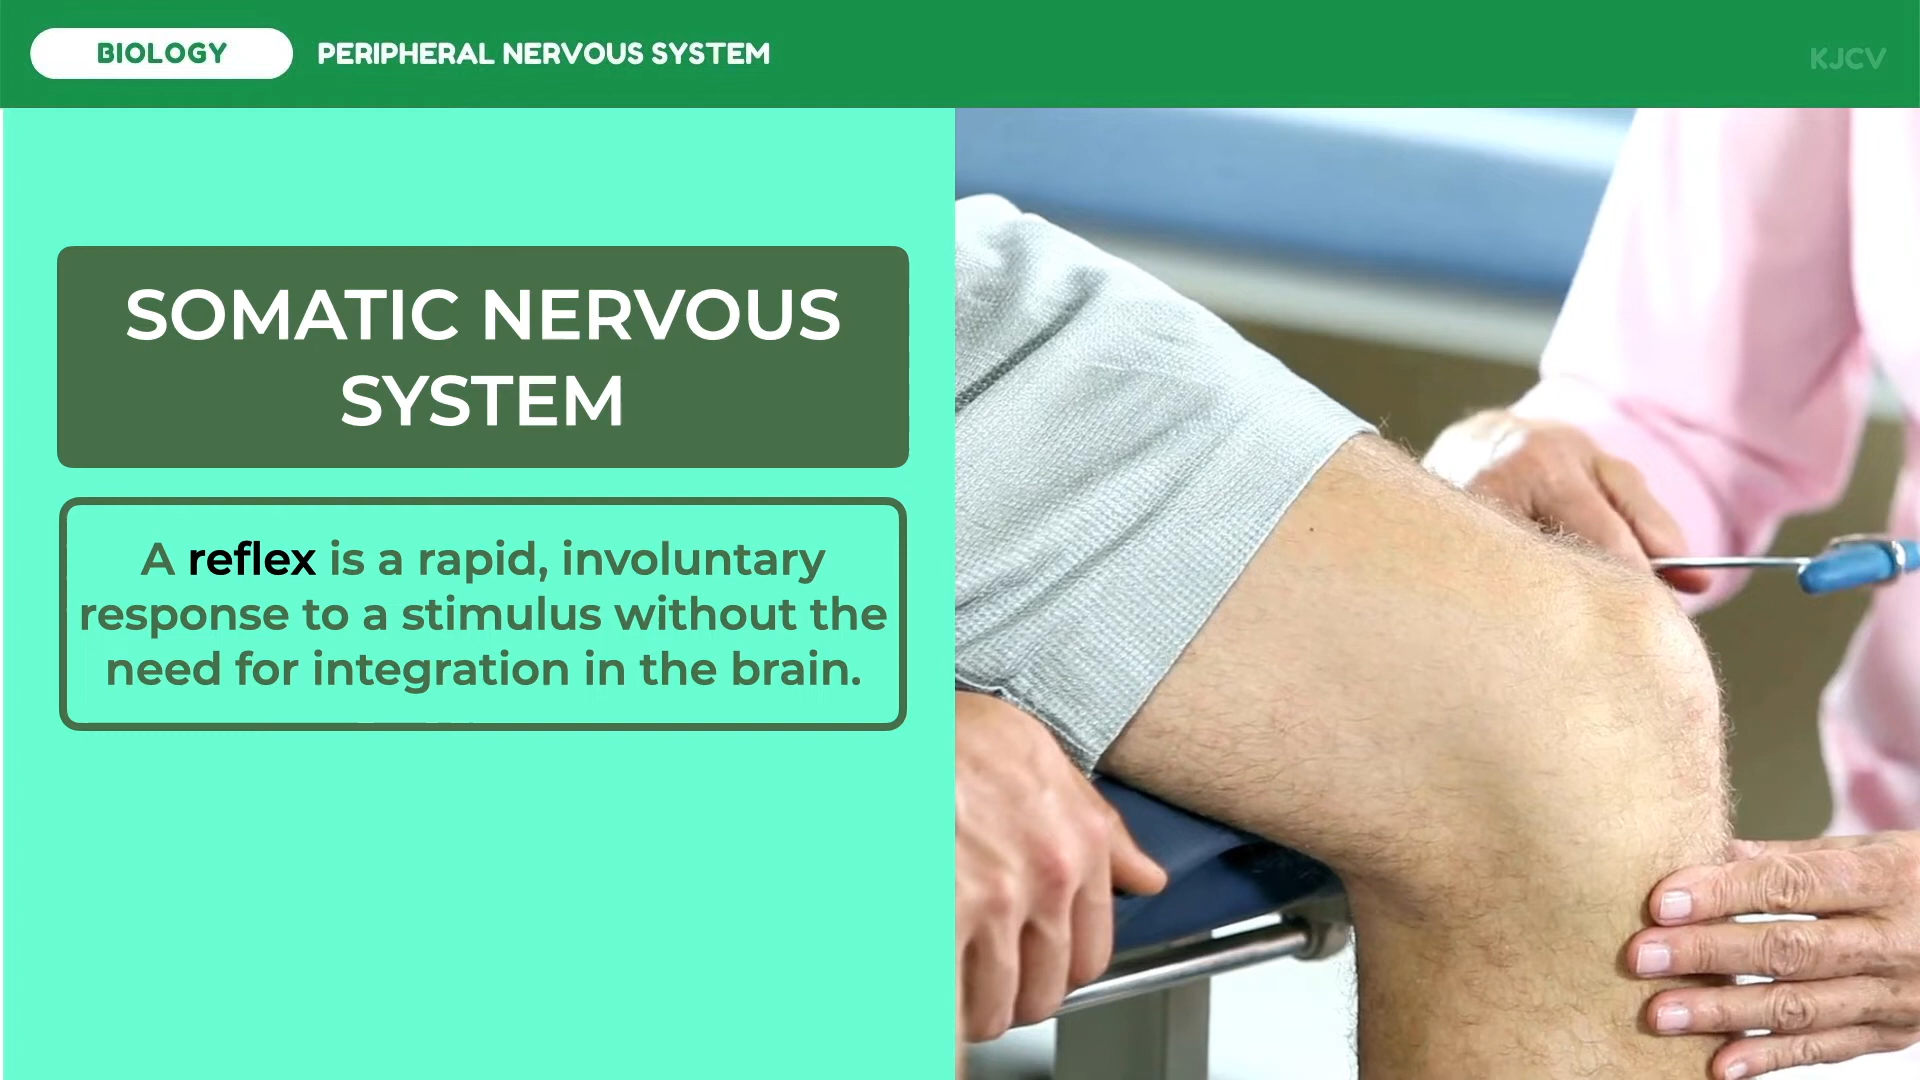 BIOLOGY
PERIPHERAL NERVOUS SYSTEM
KJCV
SOMATIC NERVOUS
SYSTEM
A reflex is a rapid, involuntary
response to a stimulus without the
need for integration in the brain.